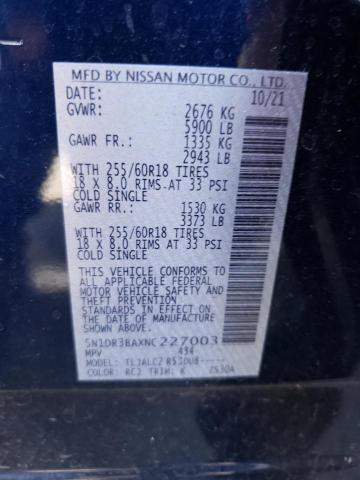 MFD BY NISSAN MOTOR CO., LTD.
DATE: 10/21
GVWR: 2676 KG
5900 LB
GAWR FR.: 1335 KG
2943 LB
WITH 255/60R18 TIRES
18 X 8.0 RIMS AT 33 PSI
COLD SINGLE
GAWR RR.: 1530 KG
3373 LB
WITH 255/60R18 TIRES
18 X 8.0 RIMS AT 33 PSI
COLD SINGLE
THIS VEHICLE CONFORMS TO
ALL APPLICABLE FEDERAL
MOTOR VEHICLE SAFETY
STANDARDS IN EFFECT ON
THE DATE OF MANUFACTURE
SHOWN ABOVE.
5N1DR3BAXNC227003
MPV 494
MODEL:
COLOR: RC2 TRIM: K